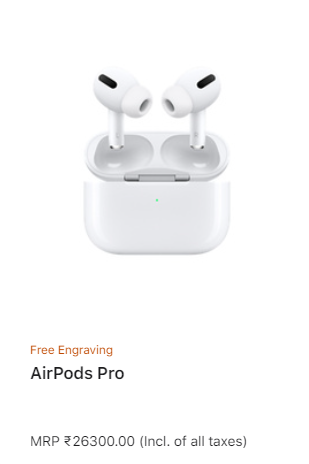 Free Engraving
AirPods Pro
MRP ₹26300.00 (Incl. of all taxes)